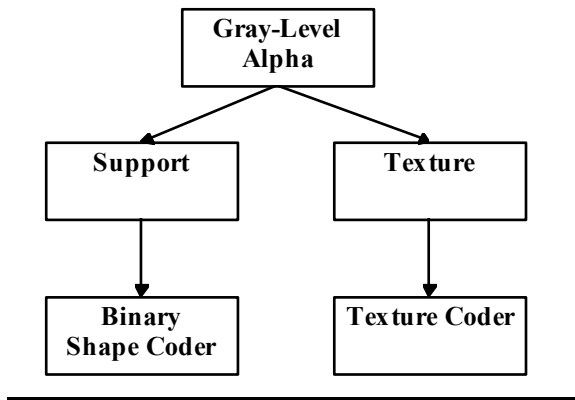 Gray-Level
Alpha
Support
Texture
Binary
Shape Coder
Texture Coder